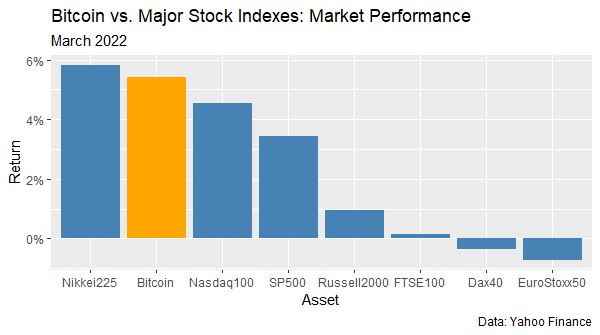 Bitcoin vs. Major Stock Indexes: Market Performance
March 2022
6%
4%
2%
0%
Return
Nikkei225 Bitcoin Nasdaq100 SP500 Russell2000 FTSE100 Dax40 EuroStoxx50
Asset
Data: Yahoo Finance